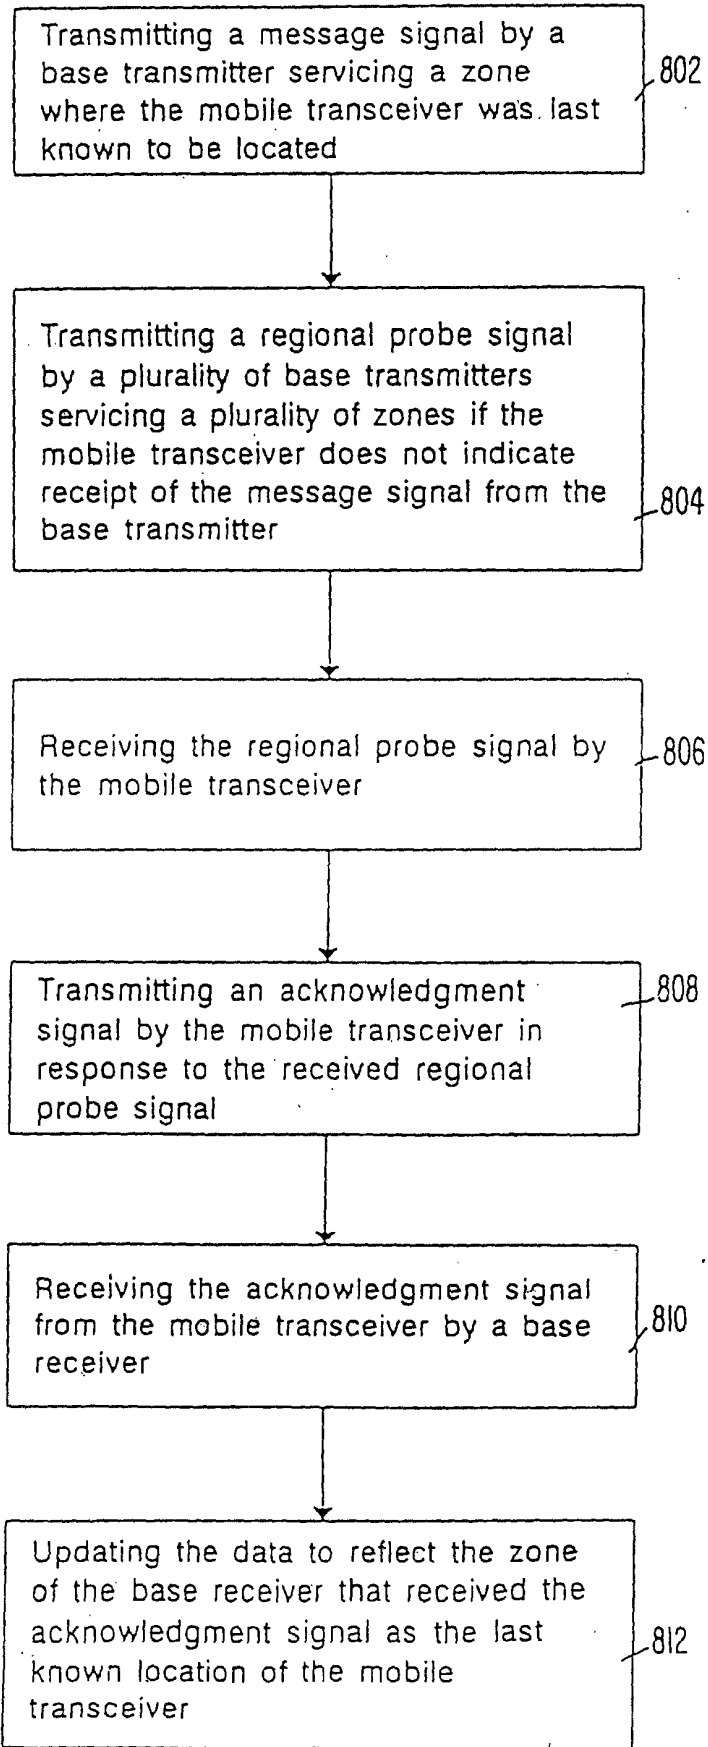 Transmitting a message signal by a
base transmitter servicing a zone
where the mobile transceiver was last
known to be located
802
Transmitting a regional probe signal
by a plurality of base transmitters
servicing a plurality of zones if the
mobile transceiver does not indicate
receipt of the message signal from the
base transmitter
804
Receiving the regional probe signal by
the mobile transceiver
806
Transmitting an acknowledgment
signal by the mobile transceiver in
response to the received regional
probe signal
808
Receiving the acknowledgment signal
from the mobile transceiver by a base
receiver
810
Updating the data to reflect the zone
of the base receiver that received the
acknowledgment signal as the last
known location of the mobile
transceiver
812